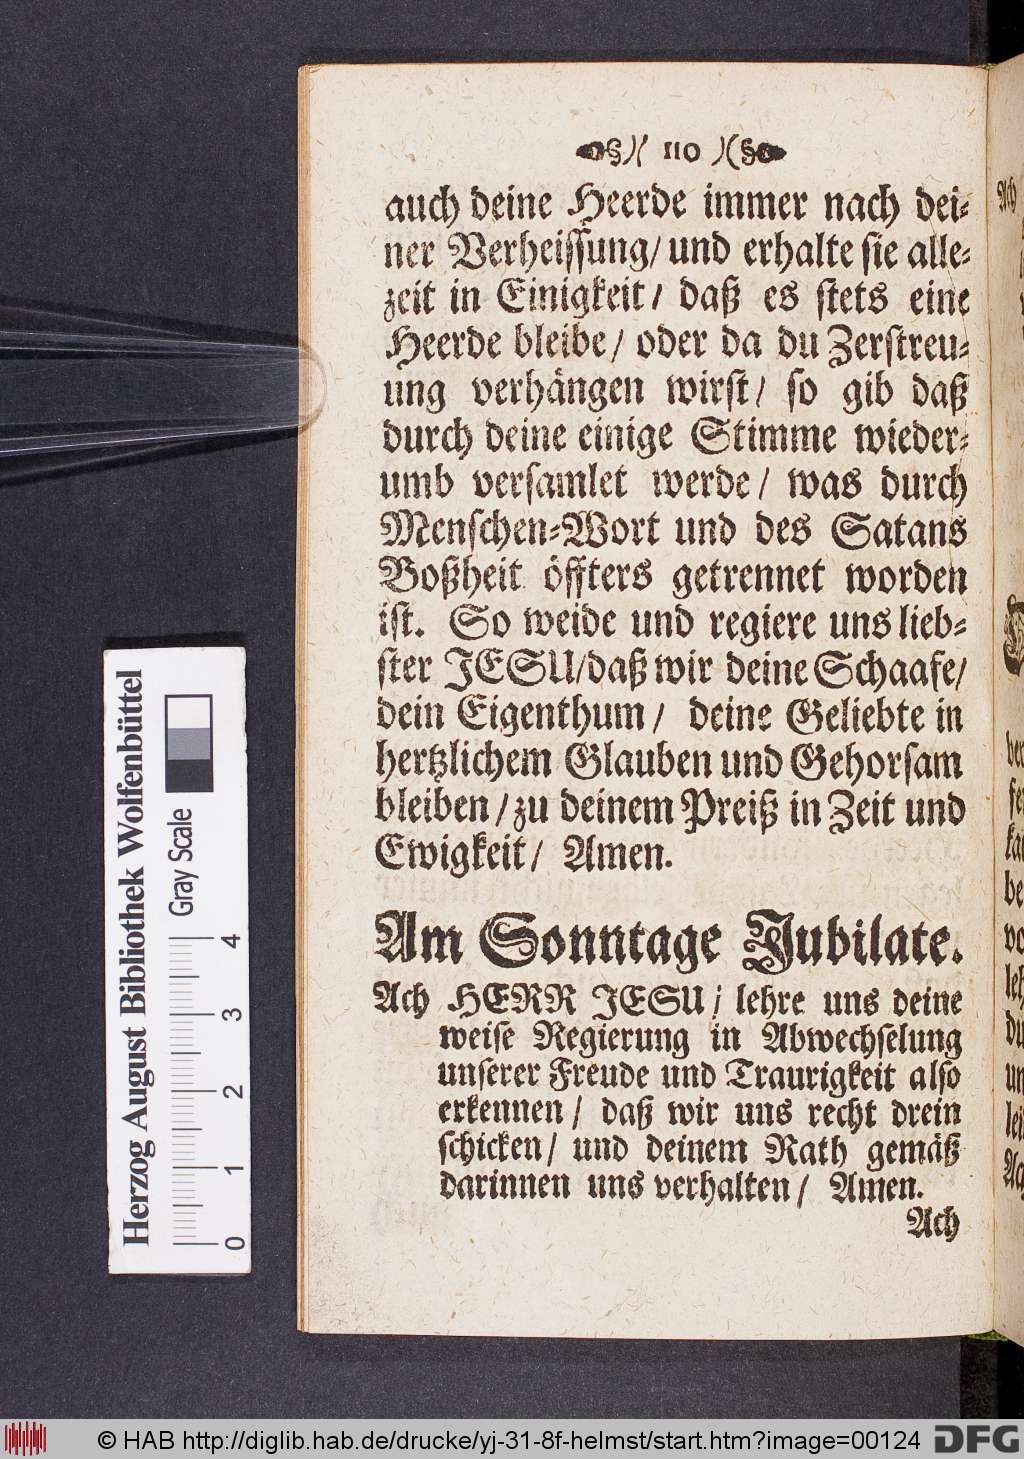 §)( 110 )(§
auch deine Heerde immer nach dei-
ner Verheissung/ und erhalte sie alle-
zeit in Einigkeit/ daß es stets eine
Heerde bleibe/ oder da du Zerstreu-
ung verhängen wirst/ so gib daß
durch deine einige Stimme wieder-
umb versamlet werde/ was durch
Menschen-Wort und des Satans
Boßheit öffters getrennet worden
ist. So weide und regiere uns lieb-
ster JESU/daß wir deine Schaafe/
dein Eigenthum/ deine Geliebte in
hertzlichem Glauben und Gehorsam
bleiben/zu deinem Preiß in Zeit und
Ewigkeit/ Amen.
Am Sonntage Jubilate.
Ach HERR JESU/ lehre uns deine
weise Regierung in Abwechselung
unserer Freude und Traurigkeit also
erkennen/ daß wir uns recht drein
schicken/ und deinem Rath gemäß
darinnen uns verhalten/ Amen.
Ach
Herzog August Bibliothek Wolfenbüttel
Gray Scale
0 1 2 3 4
© HAB http://diglib.hab.de/drucke/yj-31-8f-helmst/start.htm?image=00124
DFG